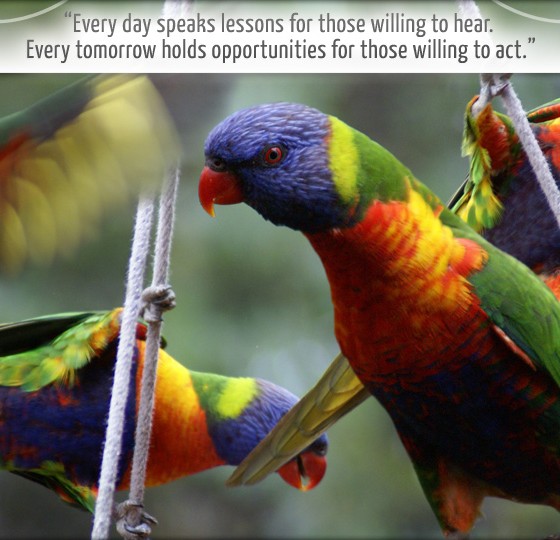 “Every day speaks lessons for those willing to hear.
Every tomorrow holds opportunities for those willing to act.”